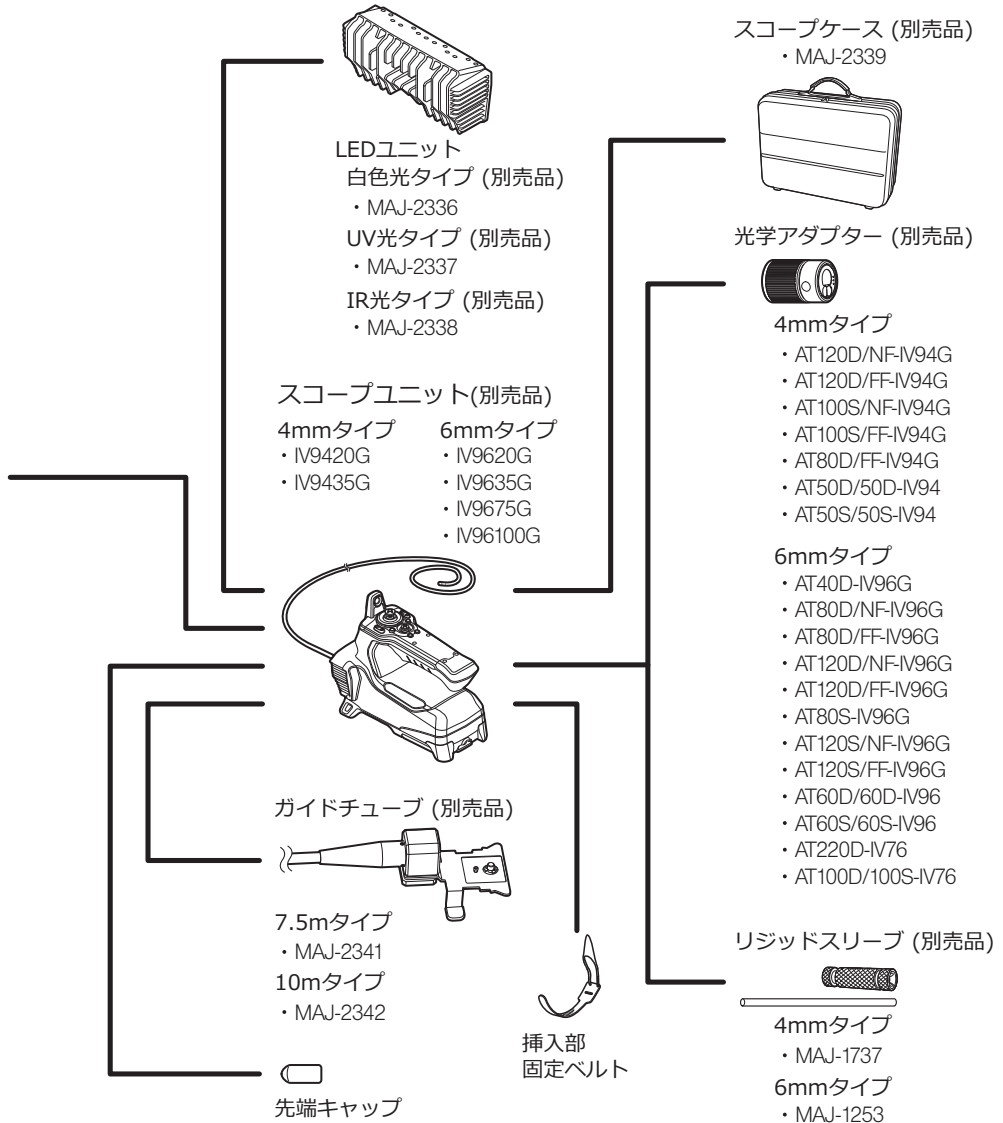 LEDユニット
白色光タイプ (別売品)
・MAJ-2336
UV光タイプ (別売品)
・MAJ-2337
IR光タイプ (別売品)
・MAJ-2338
スコープユニット(別売品)
4mmタイプ
・IV9420G
・IV9435G
6mmタイプ
・IV9620G
・IV9635G
・IV9675G
・IV96100G
ガイドチューブ (別売品)
7.5mタイプ
・MAJ-2341
10mタイプ
・MAJ-2342
先端キャップ
挿入部
固定ベルト
スコープケース (別売品)
・MAJ-2339
光学アダプター (別売品)
4mmタイプ
・AT120D/NF-IV94G
・AT120D/FF-IV94G
・AT100S/NF-IV94G
・AT100S/FF-IV94G
・AT80D/FF-IV94G
・AT50D/50D-IV94
・AT50S/50S-IV94
6mmタイプ
・AT40D-IV96G
・AT80D/NF-IV96G
・AT80D/FF-IV96G
・AT120D/NF-IV96G
・AT120D/FF-IV96G
・AT80S-IV96G
・AT120S/NF-IV96G
・AT120S/FF-IV96G
・AT60D/60D-IV96
・AT60S/60S-IV96
・AT220D-IV76
・AT100D/100S-IV76
リジッドスリーブ (別売品)
4mmタイプ
・MAJ-1737
6mmタイプ
・MAJ-1253